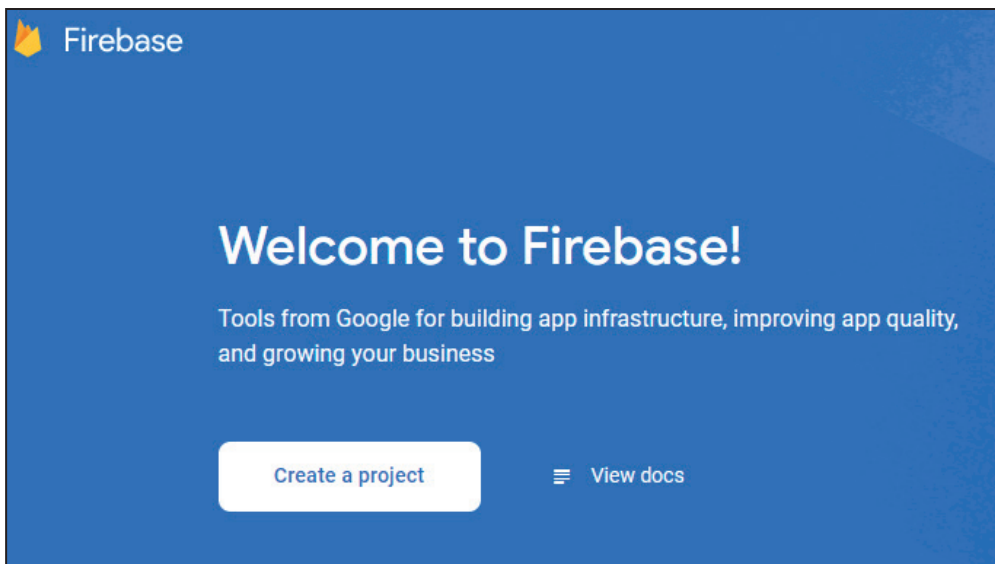 Firebase
Welcome to Firebase!
Tools from Google for building app infrastructure, improving app quality,
and growing your business
Create a project
View docs